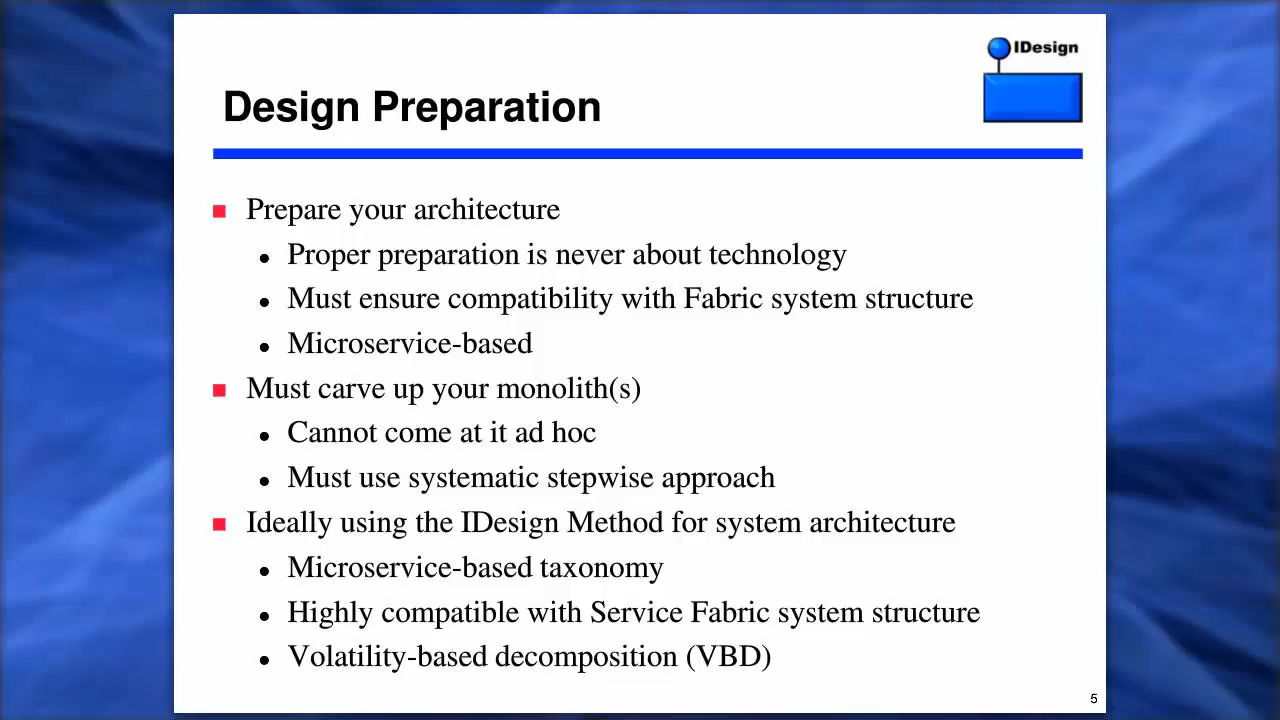 IDesign
Design Preparation
Prepare your architecture
Proper preparation is never about technology
Must ensure compatibility with Fabric system structure
Microservice-based
Must carve up your monolith(s)
Cannot come at it ad hoc
Must use systematic stepwise approach
Ideally using the IDesign Method for system architecture
Microservice-based taxonomy
Highly compatible with Service Fabric system structure
Volatility-based decomposition (VBD)
5